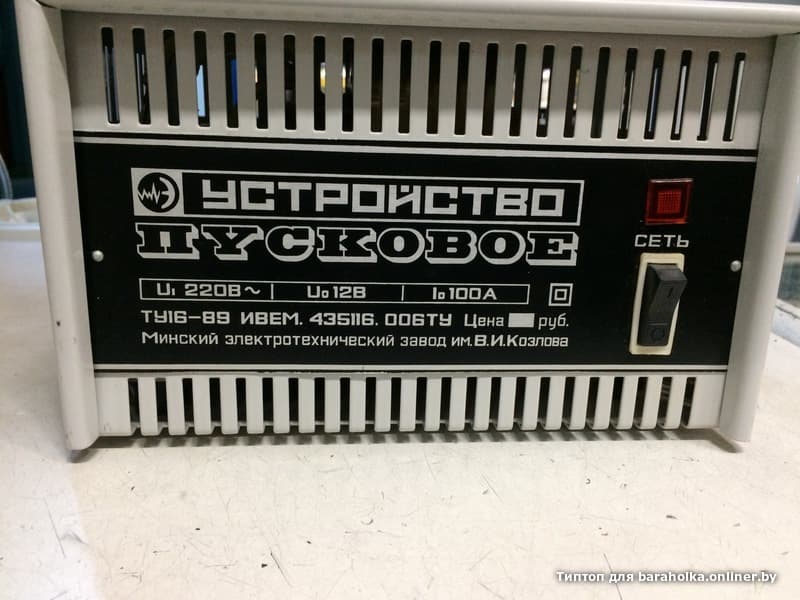 УСТРОЙСТВО
ПУСКОВОЕ
СЕТЬ
U₁ 220В~ | U₀ 12В | I₀ 100А
ТУ16-89 ИВЕМ. 435116. 006ТУ Цена руб.
Минский электротехнический завод им. В.И.Козлова
Типтоп для baraholka.onliner.by